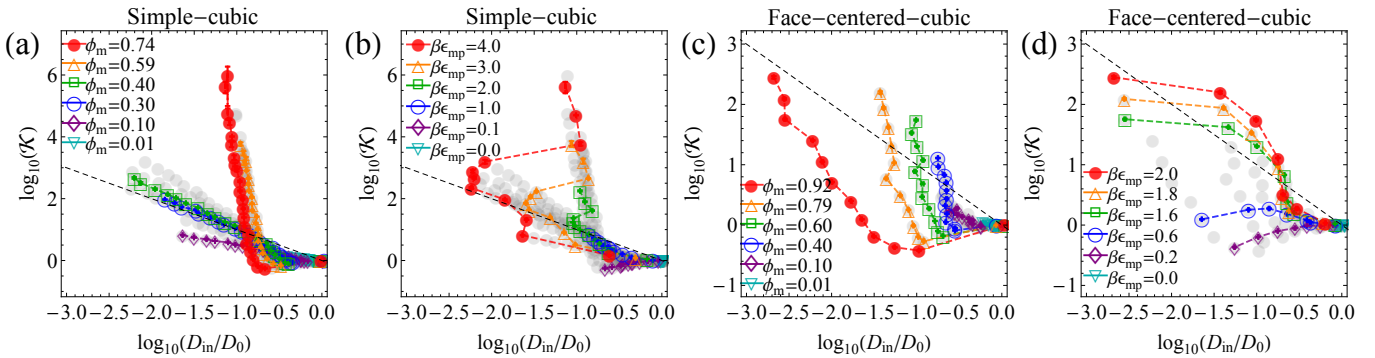 Simple−cubic
(a)
ϕm=0.74
ϕm=0.59
ϕm=0.40
ϕm=0.30
ϕm=0.10
ϕm=0.01
log10(𝒦)
6
4
2
0
−3.0
−2.5
−2.0
−1.5
−1.0
−0.5
0.0
log10(Din/D0)
Simple−cubic
(b)
βϵmp=4.0
βϵmp=3.0
βϵmp=2.0
βϵmp=1.0
βϵmp=0.1
βϵmp=0.0
log10(𝒦)
6
4
2
0
−3.0
−2.5
−2.0
−1.5
−1.0
−0.5
0.0
log10(Din/D0)
Face−centered−cubic
(c)
ϕm=0.92
ϕm=0.79
ϕm=0.60
ϕm=0.40
ϕm=0.10
ϕm=0.01
log10(𝒦)
3
2
1
0
−1
−3.0
−2.5
−2.0
−1.5
−1.0
−0.5
0.0
log10(Din/D0)
Face−centered−cubic
(d)
βϵmp=2.0
βϵmp=1.8
βϵmp=1.6
βϵmp=0.6
βϵmp=0.2
βϵmp=0.0
log10(𝒦)
3
2
1
0
−1
−3.0
−2.5
−2.0
−1.5
−1.0
−0.5
0.0
log10(Din/D0)